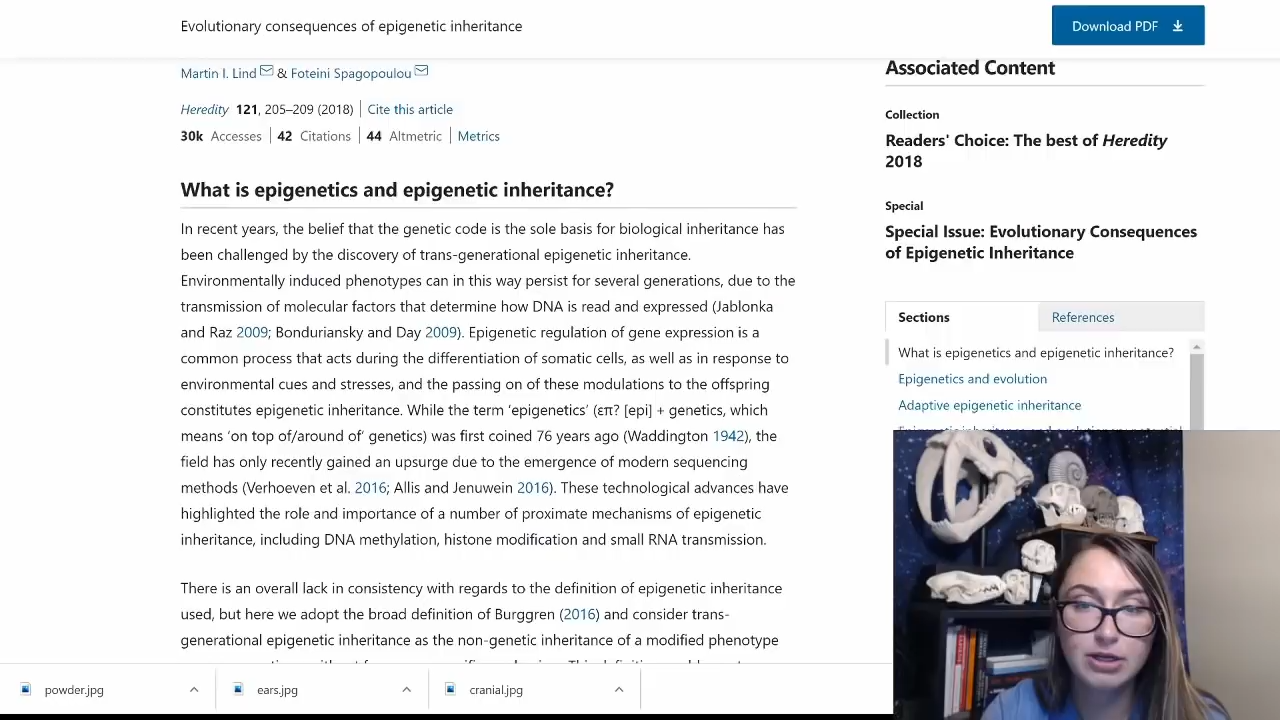 Evolutionary consequences of epigenetic inheritance
Download PDF
Martin I. Lind & Foteini Spagopoulou
Heredity 121, 205–209 (2018) | Cite this article
30k Accesses | 42 Citations | 44 Altmetric | Metrics
What is epigenetics and epigenetic inheritance?
In recent years, the belief that the genetic code is the sole basis for biological inheritance has
been challenged by the discovery of trans-generational epigenetic inheritance.
Environmentally induced phenotypes can in this way persist for several generations, due to the
transmission of molecular factors that determine how DNA is read and expressed (Jablonka
and Raz 2009; Bonduriansky and Day 2009). Epigenetic regulation of gene expression is a
common process that acts during the differentiation of somatic cells, as well as in response to
environmental cues and stresses, and the passing on of these modulations to the offspring
constitutes epigenetic inheritance. While the term ‘epigenetics’ (επ? [epi] + genetics, which
means ‘on top of/around of’ genetics) was first coined 76 years ago (Waddington 1942), the
field has only recently gained an upsurge due to the emergence of modern sequencing
methods (Verhoeven et al. 2016; Allis and Jenuwein 2016). These technological advances have
highlighted the role and importance of a number of proximate mechanisms of epigenetic
inheritance, including DNA methylation, histone modification and small RNA transmission.
There is an overall lack in consistency with regards to the definition of epigenetic inheritance
used, but here we adopt the broad definition of Burggren (2016) and consider trans-
generational epigenetic inheritance as the non-genetic inheritance of a modified phenotype
Associated Content
Collection
Readers' Choice: The best of Heredity
2018
Special
Special Issue: Evolutionary Consequences
of Epigenetic Inheritance
Sections
References
What is epigenetics and epigenetic inheritance?
Epigenetics and evolution
Adaptive epigenetic inheritance
powder.jpg
ears.jpg
cranial.jpg